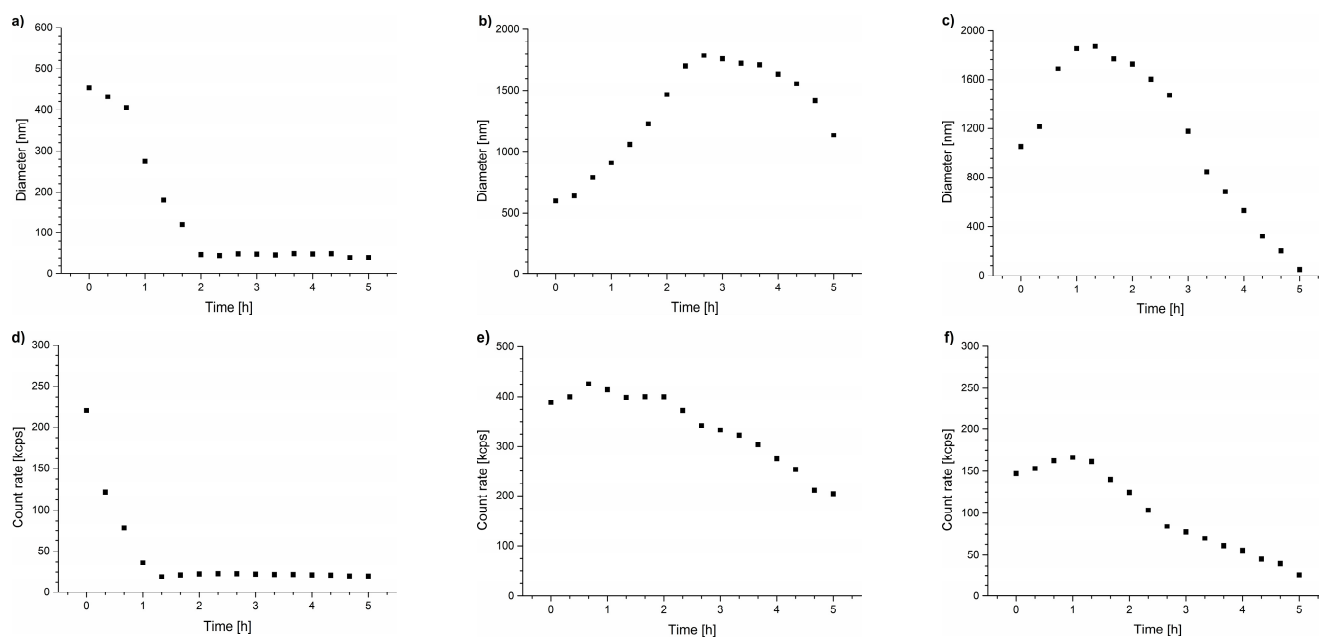 a)
600
500
400
300
200
100
0
Diameter [nm]
0 1 2 3 4 5
Time [h]
b)
2000
1500
1000
500
0
Diameter [nm]
0 1 2 3 4 5
Time [h]
c)
2000
1600
1200
800
400
0
Diameter [nm]
0 1 2 3 4 5
Time [h]
d)
300
250
200
150
100
50
0
Count rate [kcps]
0 1 2 3 4 5
Time [h]
e)
500
400
300
200
100
0
Count rate [kcps]
0 1 2 3 4 5
Time [h]
f)
300
250
200
150
100
50
0
Count rate [kcps]
0 1 2 3 4 5
Time [h]